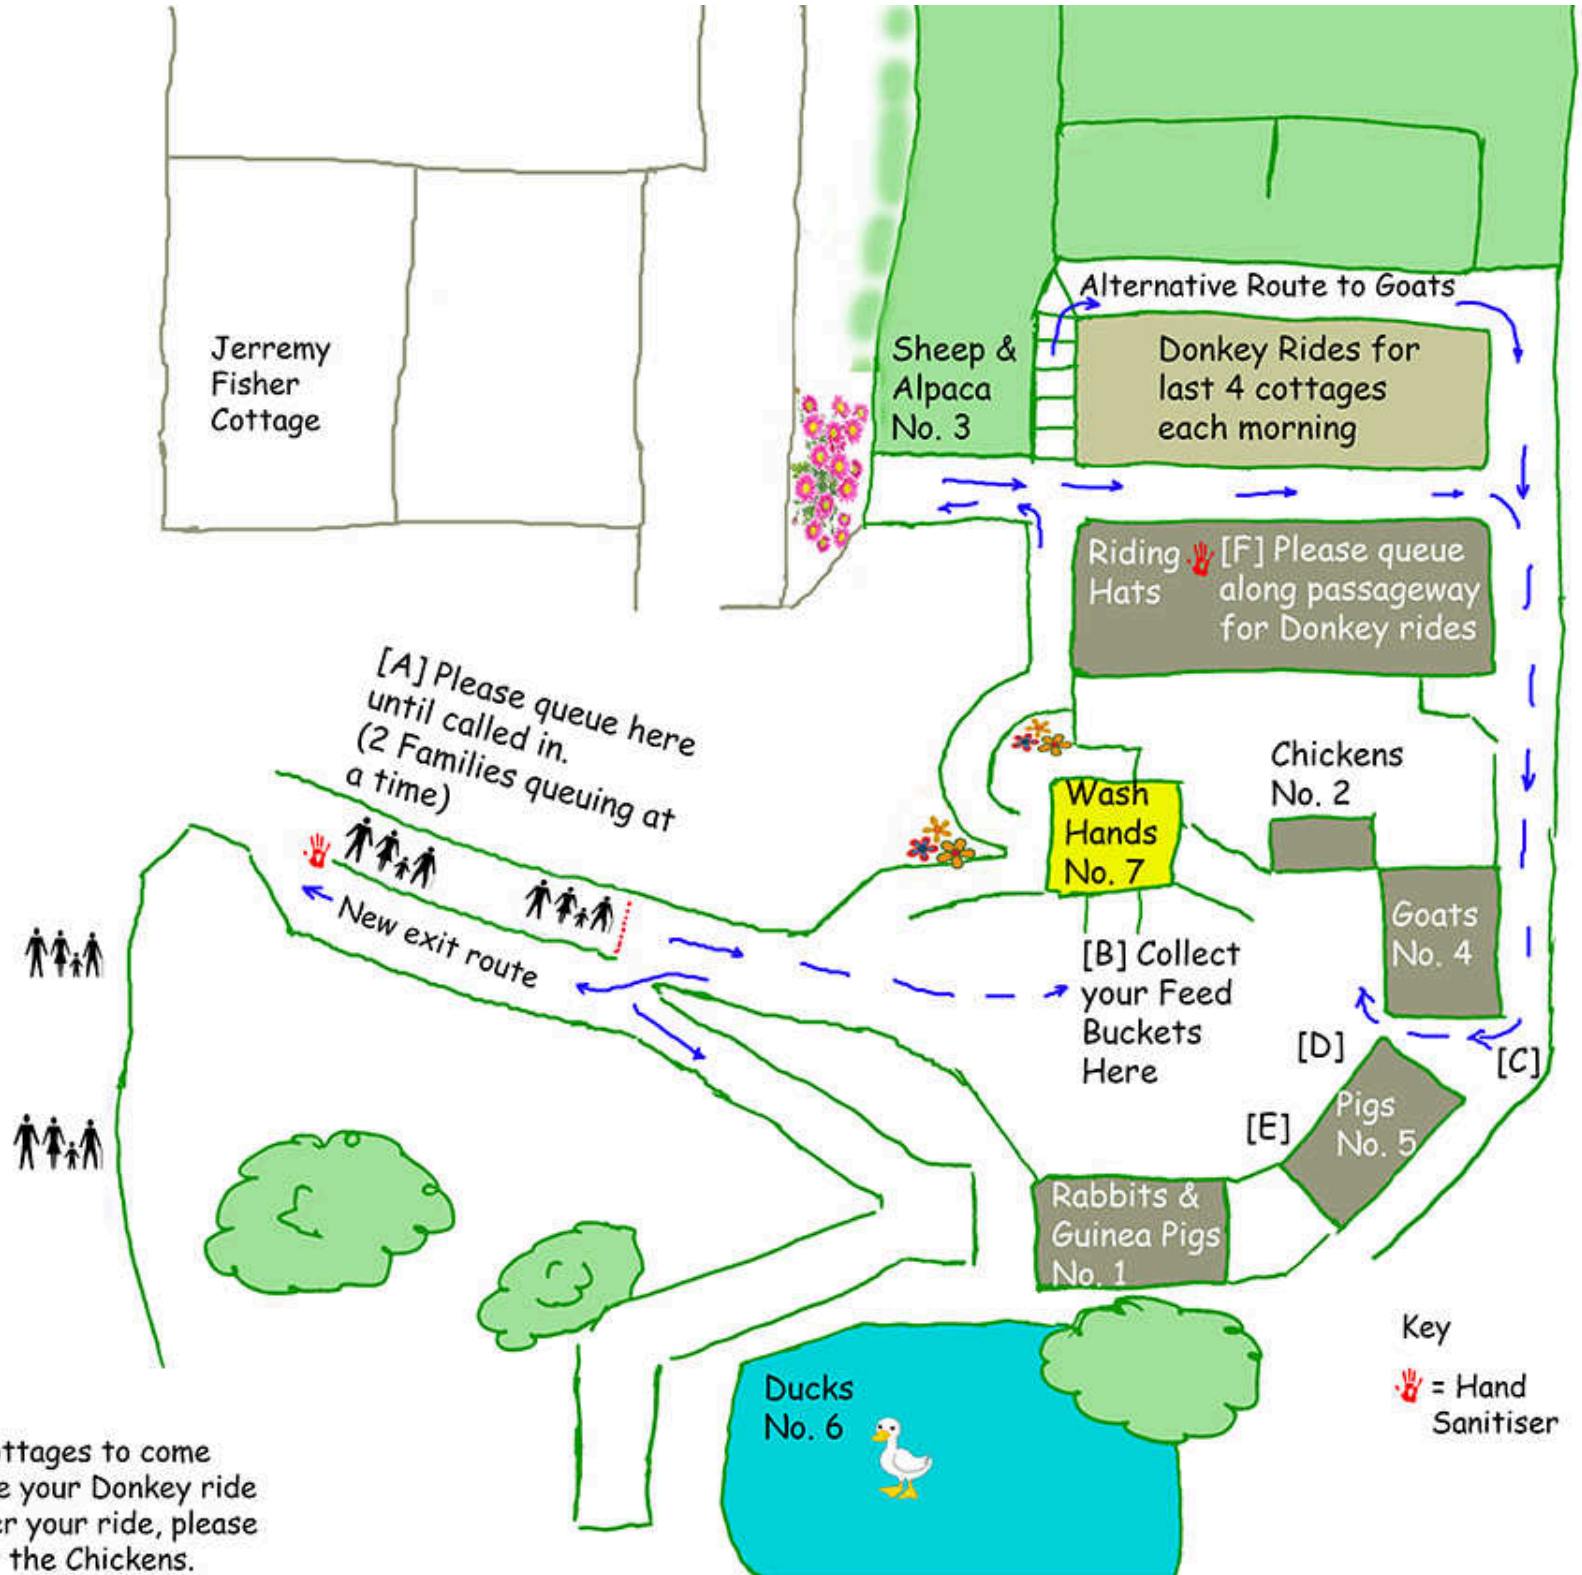 Alternative Route to Goats
Jerremy
Fisher
Cottage
Sheep &
Alpaca
No. 3
Donkey Rides for
last 4 cottages
each morning
Riding
Hats
[F] Please queue
along passageway
for Donkey rides
[A] Please queue here
until called in.
(2 Families queuing at
a time)
Chickens
No. 2
Wash
Hands
No. 7
New exit route
Goats
No. 4
[B] Collect
your Feed
Buckets
Here
[D]
[C]
[E]
Pigs
No. 5
Rabbits &
Guinea Pigs
No. 1
Key
= Hand
Sanitiser
Ducks
No. 6
to come
your Donkey ride
your ride, please
the Chickens.